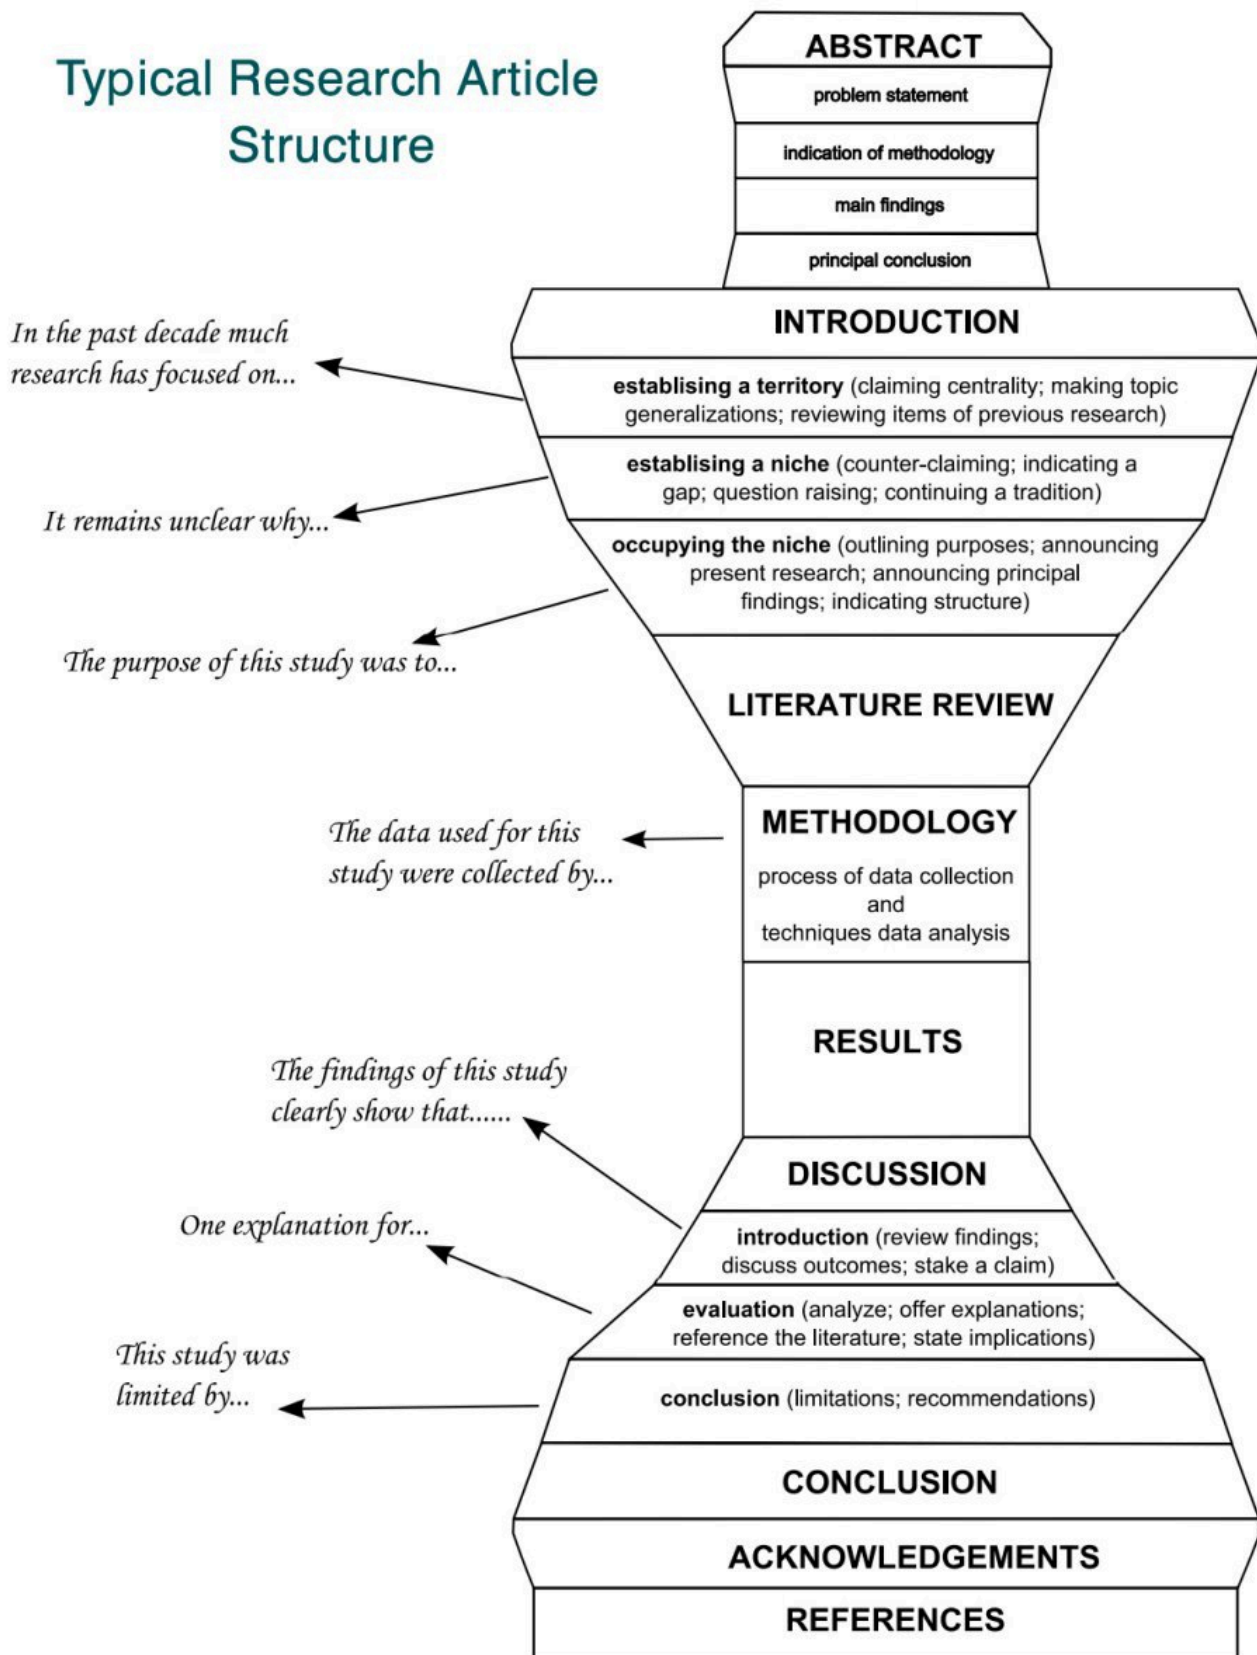 Typical Research Article
Structure
ABSTRACT
problem statement
indication of methodology
main findings
principal conclusion
INTRODUCTION
In the past decade much
research has focused on...
establising a territory (claiming centrality; making topic
generalizations; reviewing items of previous research)
establising a niche (counter-claiming; indicating a
gap; question raising; continuing a tradition)
It remains unclear why...
occupying the niche (outlining purposes; announcing
present research; announcing principal
findings; indicating structure)
The purpose of this study was to...
LITERATURE REVIEW
METHODOLOGY
The data used for this
study were collected by...
process of data collection
and
techniques data analysis
RESULTS
The findings of this study
clearly show that......
DISCUSSION
introduction (review findings;
discuss outcomes; stake a claim)
One explanation for...
evaluation (analyze; offer explanations;
reference the literature; state implications)
This study was
limited by...
conclusion (limitations; recommendations)
CONCLUSION
ACKNOWLEDGEMENTS
REFERENCES